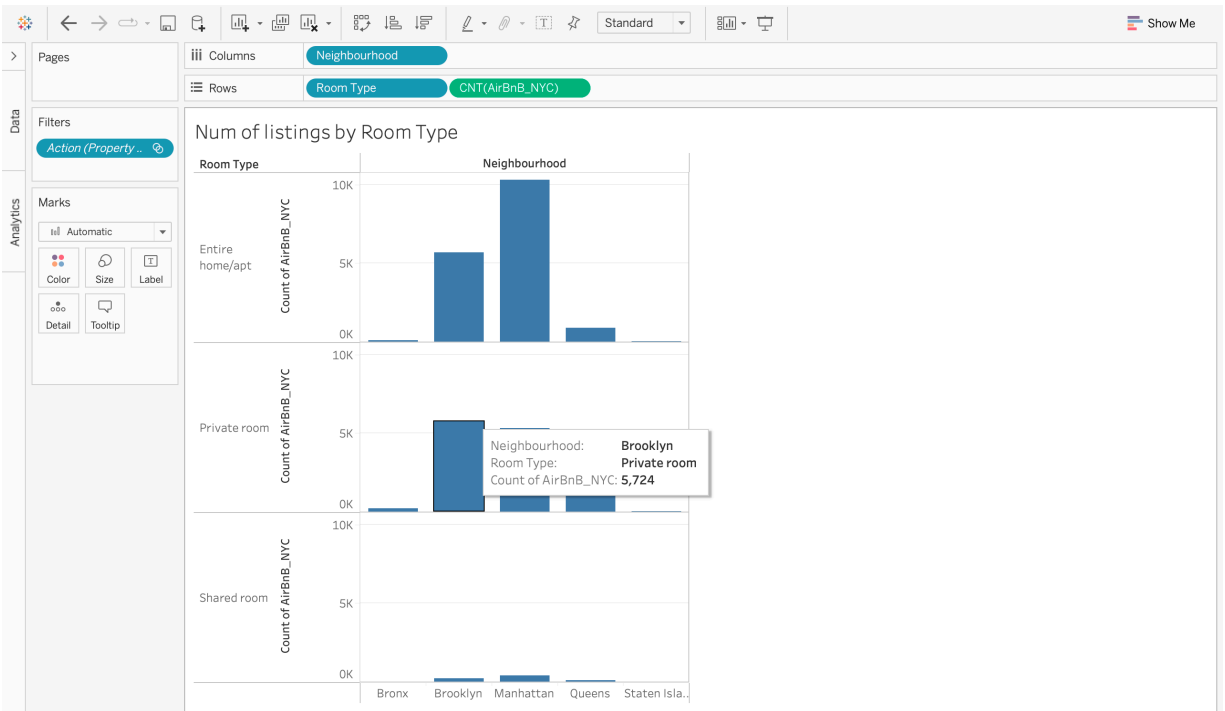 Standard
Show Me
Pages
Columns
Neighbourhood
Rows
Room Type
CNT(AirBnB_NYC)
Data
Analytics
Filters
Action (Property ..
Marks
Automatic
Color
Size
T
Label
Detail
Tooltip
Num of listings by Room Type
Room Type
Neighbourhood
Entire
home/apt
Count of AirBnB_NYC
10K
5K
0K
Private room
Count of AirBnB_NYC
10K
5K
0K
Neighbourhood: Brooklyn
Room Type: Private room
Count of AirBnB_NYC: 5,724
Shared room
Count of AirBnB_NYC
10K
5K
0K
Bronx Brooklyn Manhattan Queens Staten Isla..